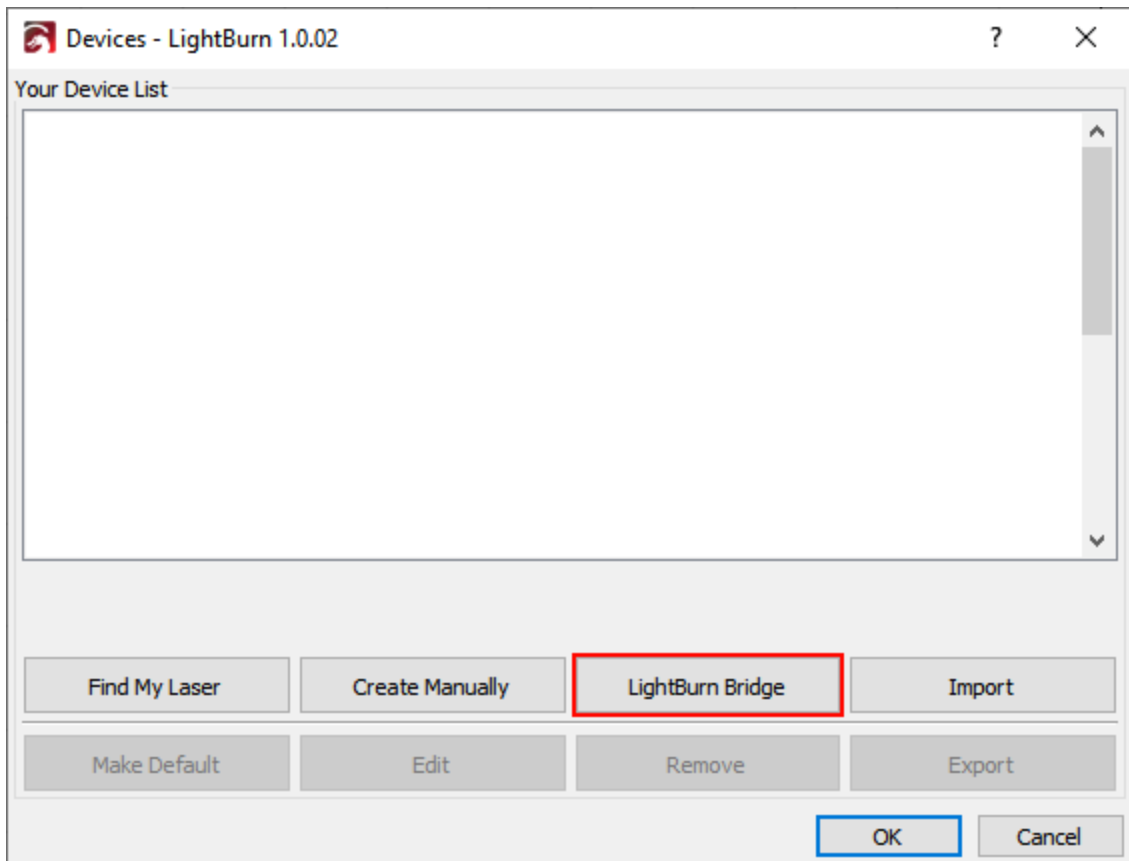 Devices - LightBurn 1.0.02
?
Your Device List
Find My Laser Create Manually LightBurn Bridge Import
Make Default Edit Remove Export
OK Cancel